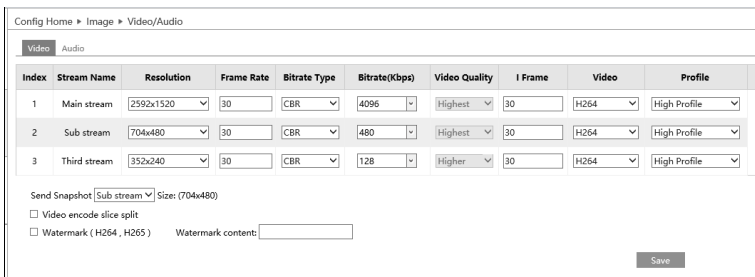 Config Home ▶ Image ▶ Video/Audio
Video Audio
Index Stream Name Resolution Frame Rate Bitrate Type Bitrate(Kbps) Video Quality I Frame Video Profile
1 Main stream 2592x1520 30 CBR 4096 Highest 30 H264 High Profile
2 Sub stream 704x480 30 CBR 480 Highest 30 H264 High Profile
3 Third stream 352x240 30 CBR 128 Higher 30 H264 High Profile
Send Snapshot Sub stream Size: (704x480)
Video encode slice split
Watermark ( H264 , H265 ) Watermark content:
Save